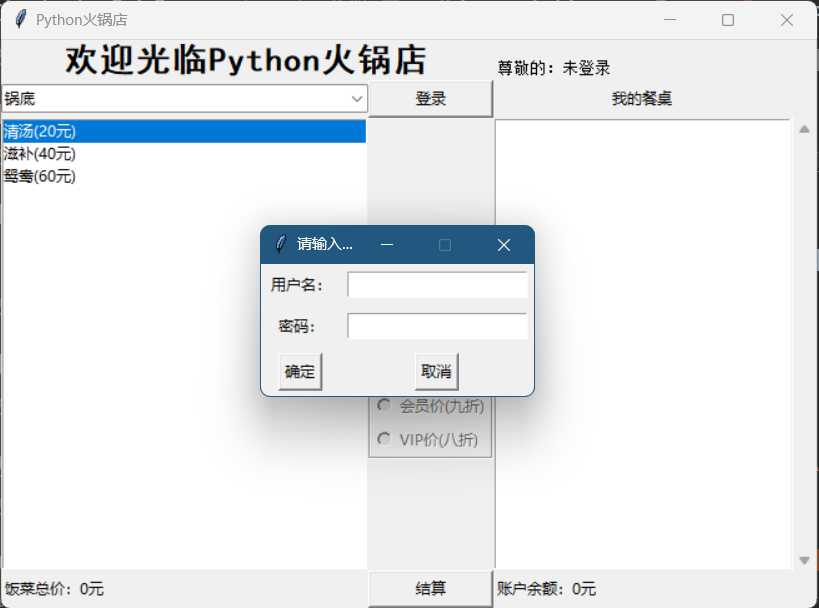 Python火锅店
欢迎光临Python火锅店
尊敬的：未登录
锅底
登录
我的餐桌
清汤(20元)
滋补(40元)
鸳鸯(60元)
请输入...
用户名：
密码：
确定
取消
会员价(九折)
VIP价(八折)
饭菜总价：0元
结算
账户余额：0元